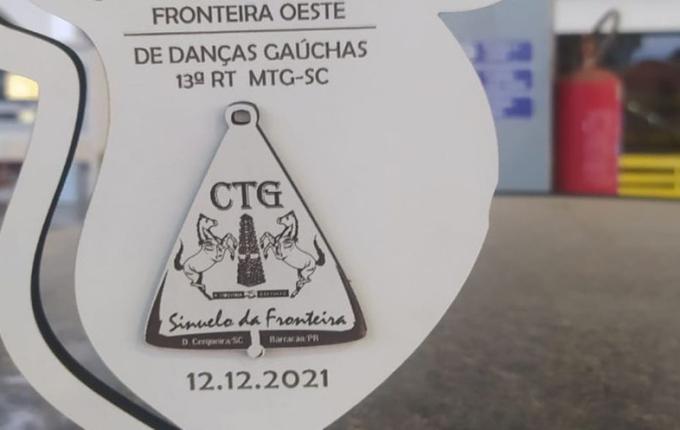 FRONTEIRA OESTE
DE DANÇAS GAÚCHAS
13ª RT MTG-SC
CTG
Sinuelo da Fronteira
D. Cerqueira/SC Barracão/PR
12.12.2021